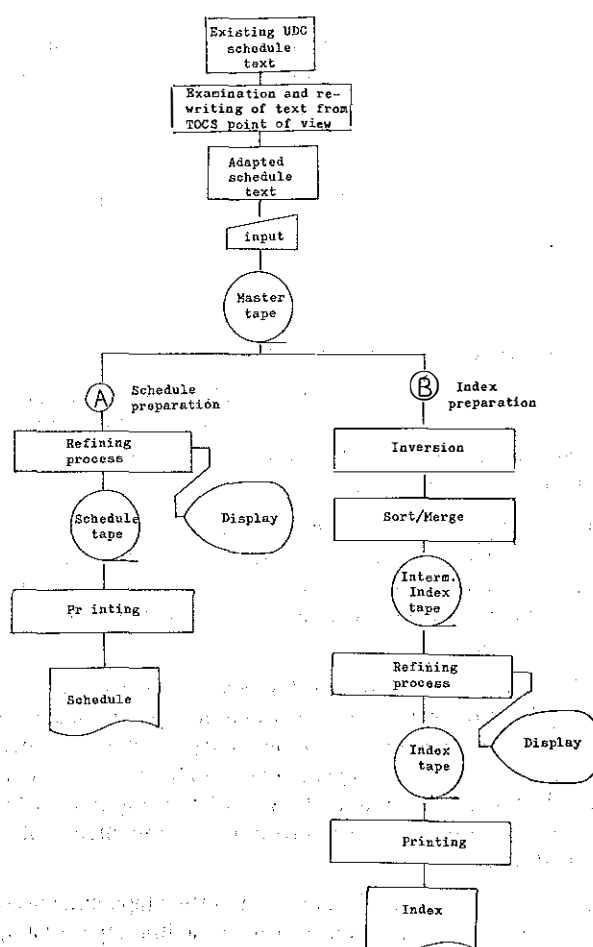 Existing UDC
schedule
text
Examination and re-
writing of text from
TOCS point of view
Adapted
schedule
text
input
Master
tape
A
Schedule
preparation
Refining
process
Display
Schedule
tape
Pr inting
Schedule
B
Index
preparation
Inversion
Sort/Merge
Interm.
Index
tape
Refining
process
Display
Index
tape
Printing
Index